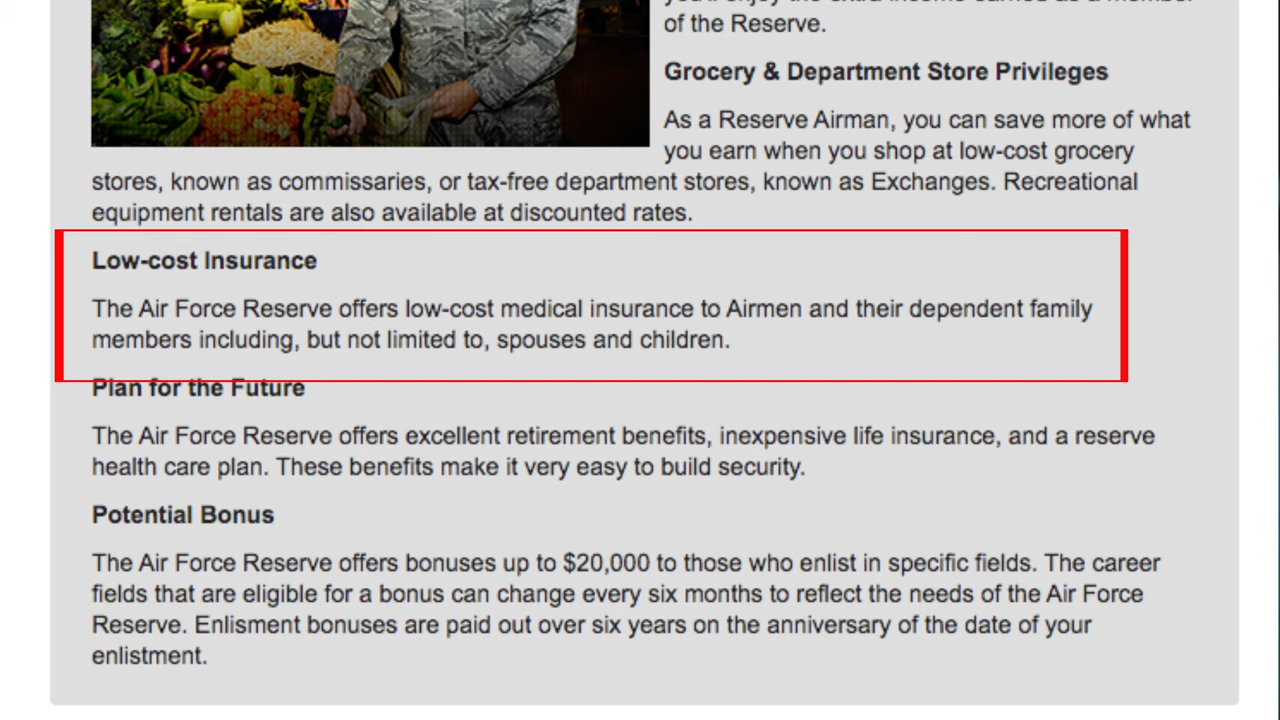 of the Reserve.
Grocery & Department Store Privileges
As a Reserve Airman, you can save more of what
you earn when you shop at low-cost grocery
stores, known as commissaries, or tax-free department stores, known as Exchanges. Recreational
equipment rentals are also available at discounted rates.
Low-cost Insurance
The Air Force Reserve offers low-cost medical insurance to Airmen and their dependent family
members including, but not limited to, spouses and children.
Plan for the Future
The Air Force Reserve offers excellent retirement benefits, inexpensive life insurance, and a reserve
health care plan. These benefits make it very easy to build security.
Potential Bonus
The Air Force Reserve offers bonuses up to $20,000 to those who enlist in specific fields. The career
fields that are eligible for a bonus can change every six months to reflect the needs of the Air Force
Reserve. Enlisment bonuses are paid out over six years on the anniversary of the date of your
enlistment.